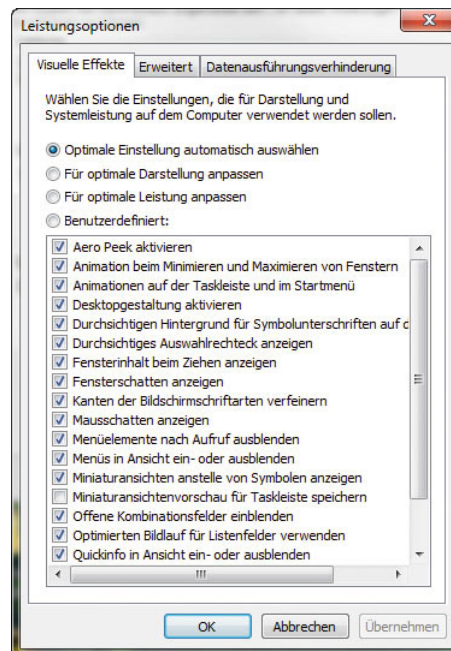 Leistungsoptionen
Visuelle Effekte Erweitert Datenausführungsverhinderung
Wählen Sie die Einstellungen, die für Darstellung und
Systemleistung auf dem Computer verwendet werden sollen.
Optimale Einstellung automatisch auswählen
Für optimale Darstellung anpassen
Für optimale Leistung anpassen
Benutzerdefiniert:
Aero Peek aktivieren
Animation beim Minimieren und Maximieren von Fenstern
Animationen auf der Taskleiste und im Startmenü
Desktopgestaltung aktivieren
Durchsichtigen Hintergrund für Symbolunterschriften auf d
Durchsichtiges Auswahlrechteck anzeigen
Fensterinhalt beim Ziehen anzeigen
Fensterschatten anzeigen
Kanten der Bildschirmschriftarten verfeinern
Mausschatten anzeigen
Menüelemente nach Aufruf ausblenden
Menüs in Ansicht ein- oder ausblenden
Miniaturansichten anstelle von Symbolen anzeigen
Miniaturansichtenvorschau für Taskleiste speichern
Offene Kombinationsfelder einblenden
Optimierten Bildlauf für Listenfelder verwenden
Quickinfo in Ansicht ein- oder ausblenden
OK Abbrechen Übernehmen